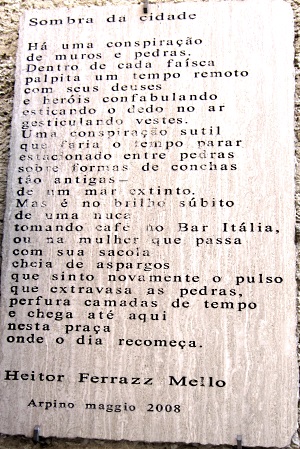 Sombra da cidade
Há uma conspiração
de muros e pedras.
Dentro de cada faísca
palpita um tempo remoto
com seus deuses
e heróis confabulando
esticando o dedo no ar
gesticulando vestes.
Uma conspiração sutil
que faria o tempo parar
estacionado entre pedras
sobre formas de conchas
tão antigas—
de um mar extinto.
Mas é no brilho súbito
de uma nuca
tomando café no Bar Itália,
ou na mulher que passa
com sua sacola
cheia de aspargos
que sinto novamente o pulso
que extravasa as pedras,
perfura camadas de tempo
e chega até aqui
nesta praça
onde o dia recomeça.
Heitor Ferrazz Mello
Arpino maggio 2008